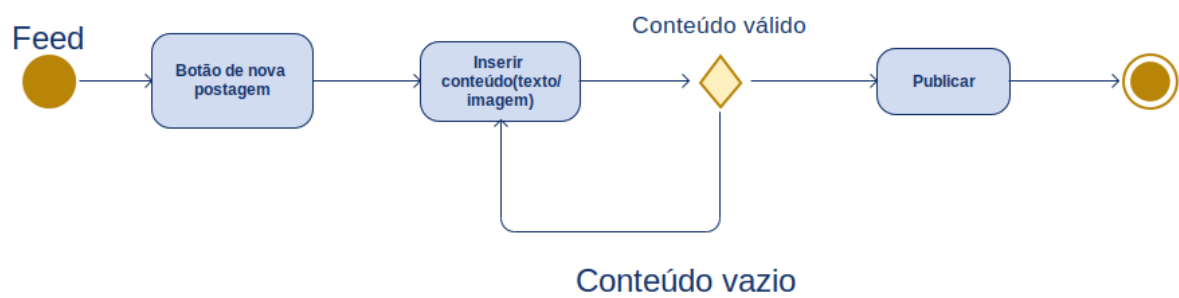 Feed
Botão de nova
postagem
Inserir
conteúdo(texto/
imagem)
Conteúdo válido
Publicar
Conteúdo vazio